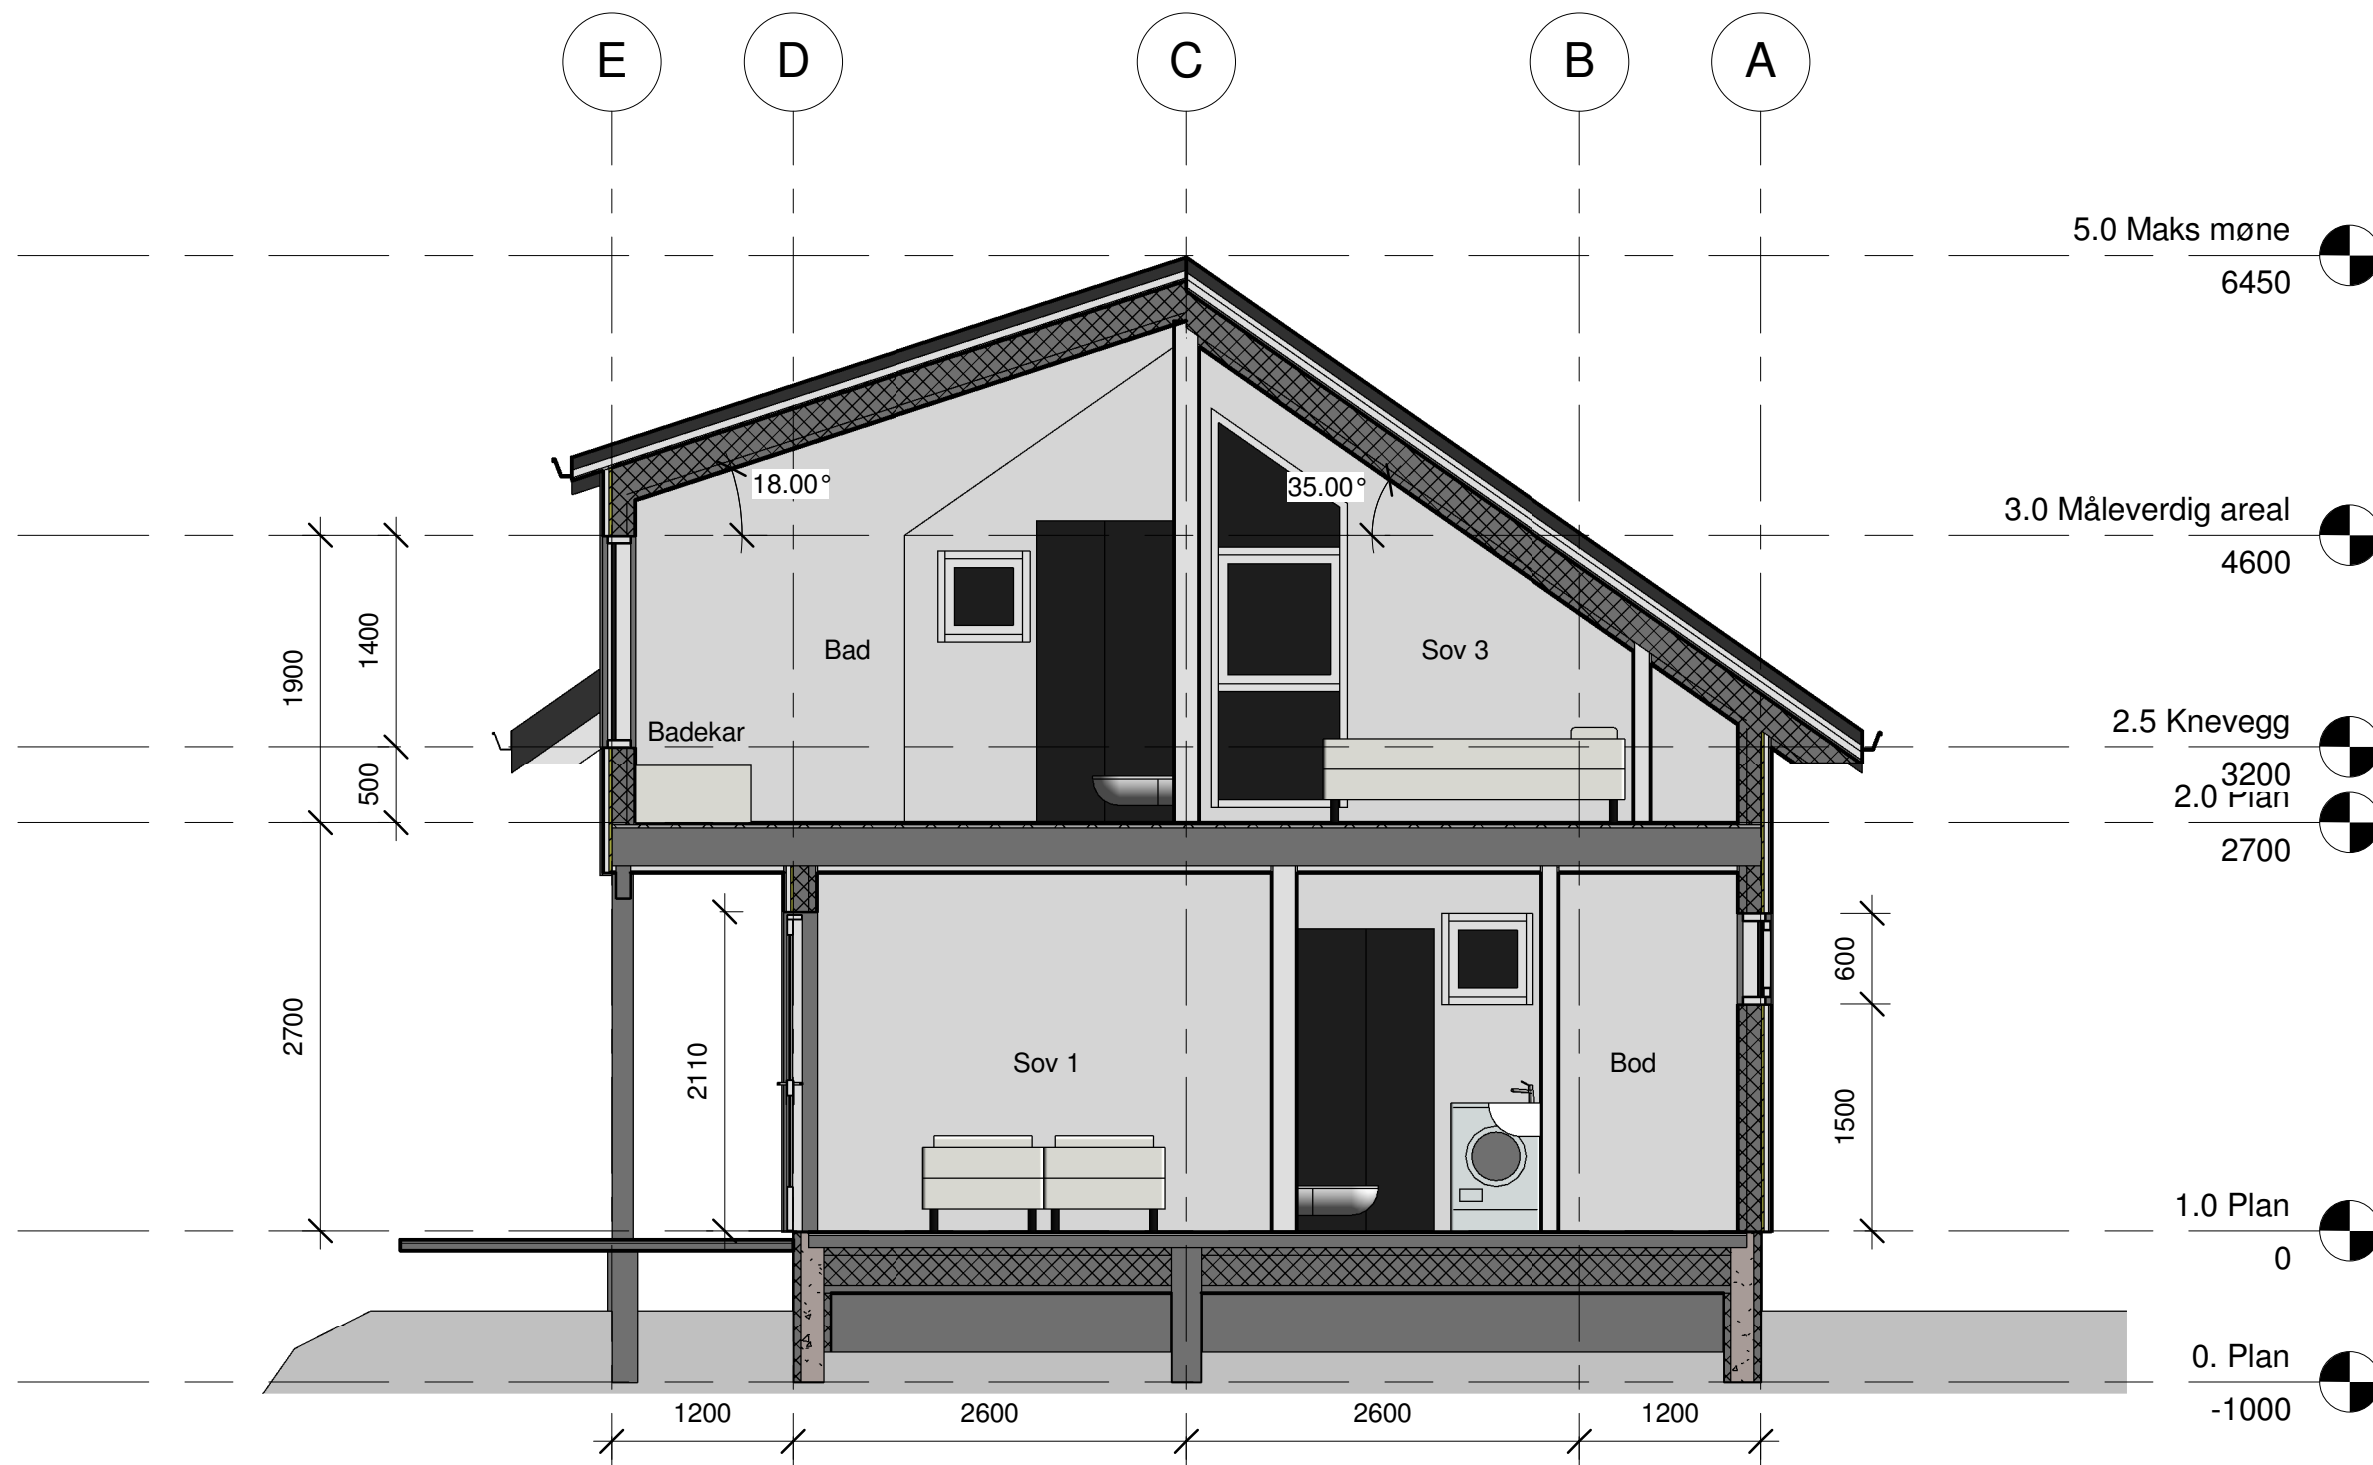 E D C B A
5.0 Maks møne
6450
18.00°
35.00°
3.0 Måleverdig areal
4600
1900
1400
Bad
Sov 3
Badekar
500
2.5 Knevegg
3200
2.0 Plan
2700
2700
2110
Sov 1
Bod
600
1500
1.0 Plan
0
0. Plan
-1000
1200 2600 2600 1200